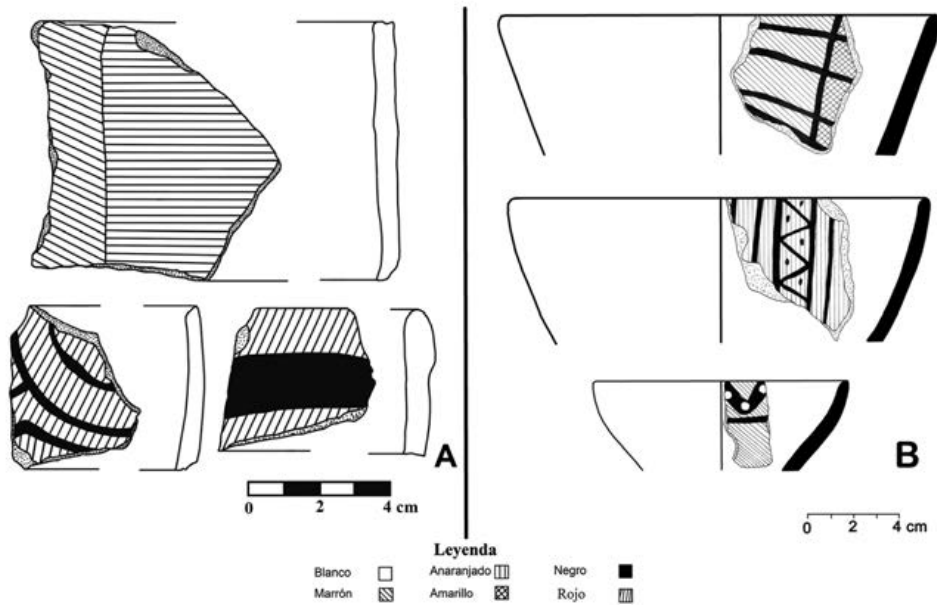 A
0 2 4 cm
B
0 2 4 cm
Leyenda
Blanco Anaranjado Negro
Marrón Amarillo Rojo